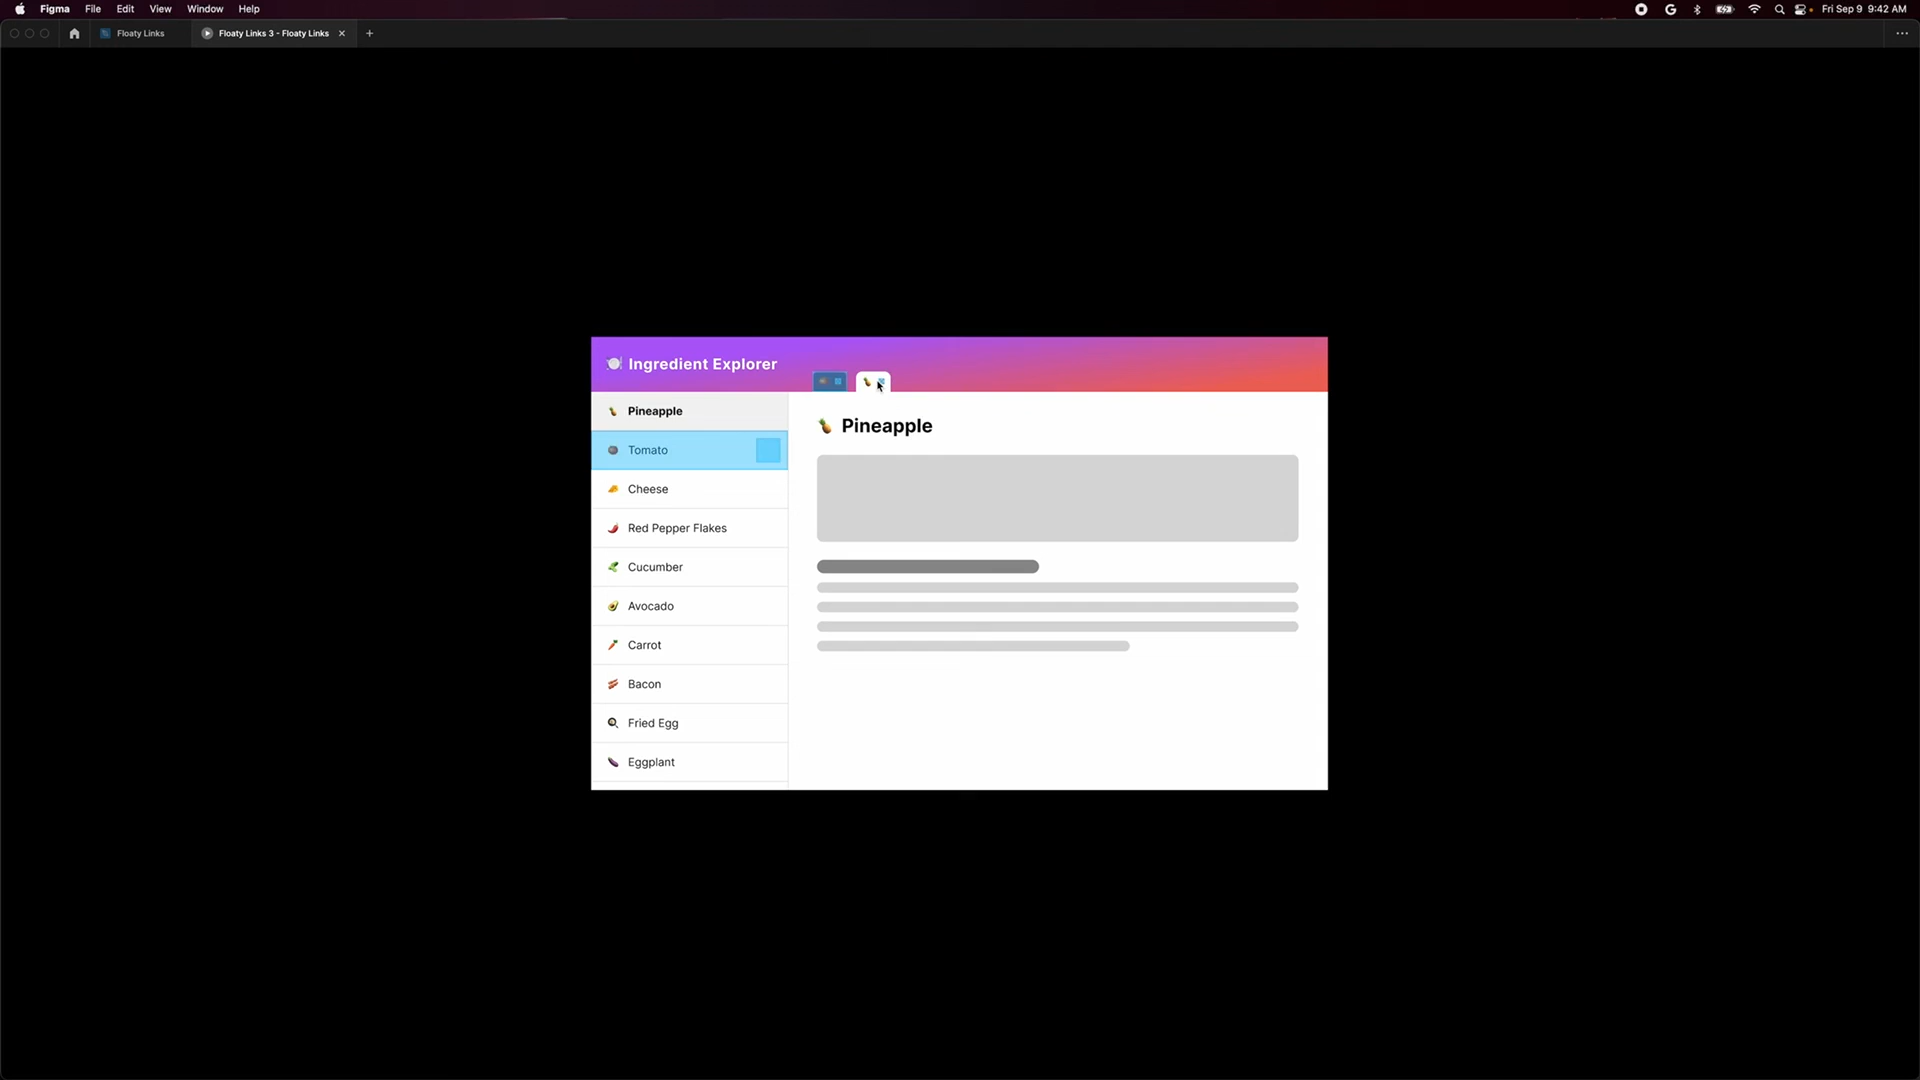 Figma File Edit View Window Help
Fri Sep 9 9:42 AM
Floaty Links
Floaty Links 3 - Floaty Links
Ingredient Explorer
Pineapple
Tomato
Cheese
Red Pepper Flakes
Cucumber
Avocado
Carrot
Bacon
Fried Egg
Eggplant
Pineapple